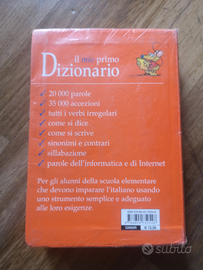 il mio primo
Dizionario
✓ 20 000 parole
✓ 35 000 accezioni
✓ tutti i verbi irregolari
✓ come si dice
✓ come si scrive
✓ sinonimi e contrari
✓ sillabazione
✓ parole dell'informatica e di Internet
Per gli alunni della scuola elementare
che devono imparare l'italiano usando
uno strumento semplice e adeguato
alle loro esigenze.
subito